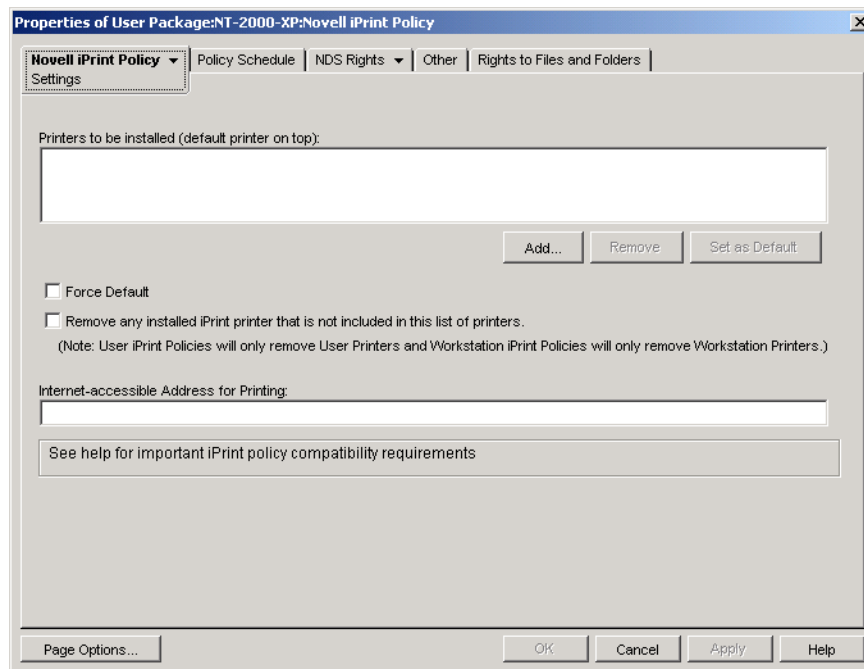 Properties of User Package:NT-2000-XP:Novell iPrint Policy
Novell iPrint Policy Policy Schedule NDS Rights Other Rights to Files and Folders
Settings
Printers to be installed (default printer on top):
Add... Remove Set as Default
Force Default
Remove any installed iPrint printer that is not included in this list of printers.
(Note: User iPrint Policies will only remove User Printers and Workstation iPrint Policies will only remove Workstation Printers.)
Internet-accessible Address for Printing:
See help for important iPrint policy compatibility requirements
Page Options... OK Cancel Apply Help